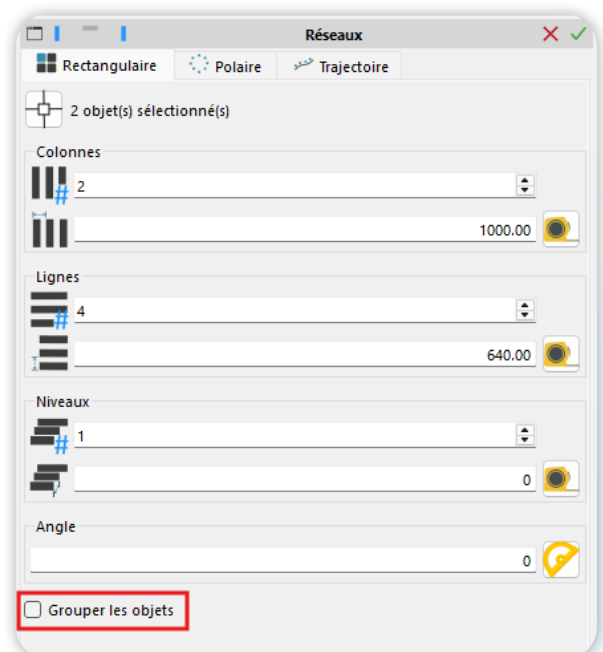 Réseaux
Rectangulaire Polaire Trajectoire
2 objet(s) sélectionné(s)
Colonnes
# 2
1000.00
Lignes
# 4
640.00
Niveaux
# 1
0
Angle
0
Grouper les objets